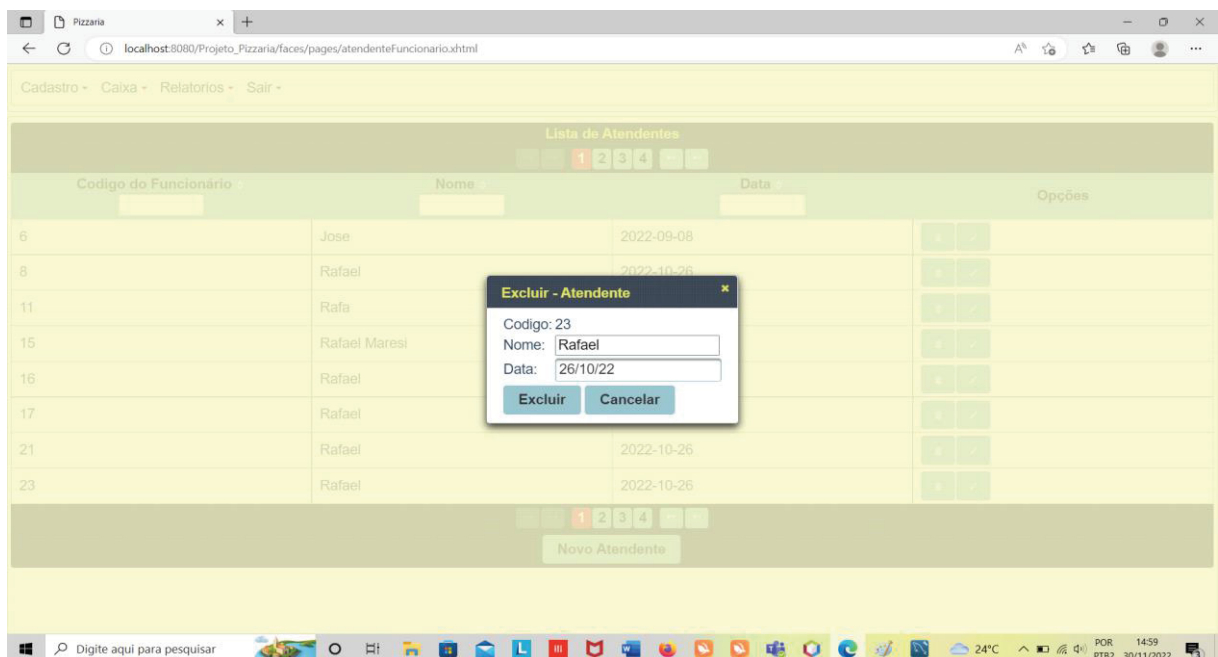 Pizzaria
localhost:8080/Projeto_Pizzaria/faces/pages/atendenteFuncionario.xhtml
Cadastro Caixa Relatorios Sair
Lista de Atendentes
1 2 3 4
Codigo do Funcionário Nome Data Opções
6 Jose 2022-09-08
8 Rafael 2022-10-26
11 Rafa
15 Rafael Maresi
16 Rafael
17 Rafael
21 Rafael 2022-10-26
23 Rafael 2022-10-26
Excluir - Atendente
Codigo: 23
Nome: Rafael
Data: 26/10/22
Excluir Cancelar
1 2 3 4
Novo Atendente
Digite aqui para pesquisar 24°C POR 14:59
PTB2 30/11/2022